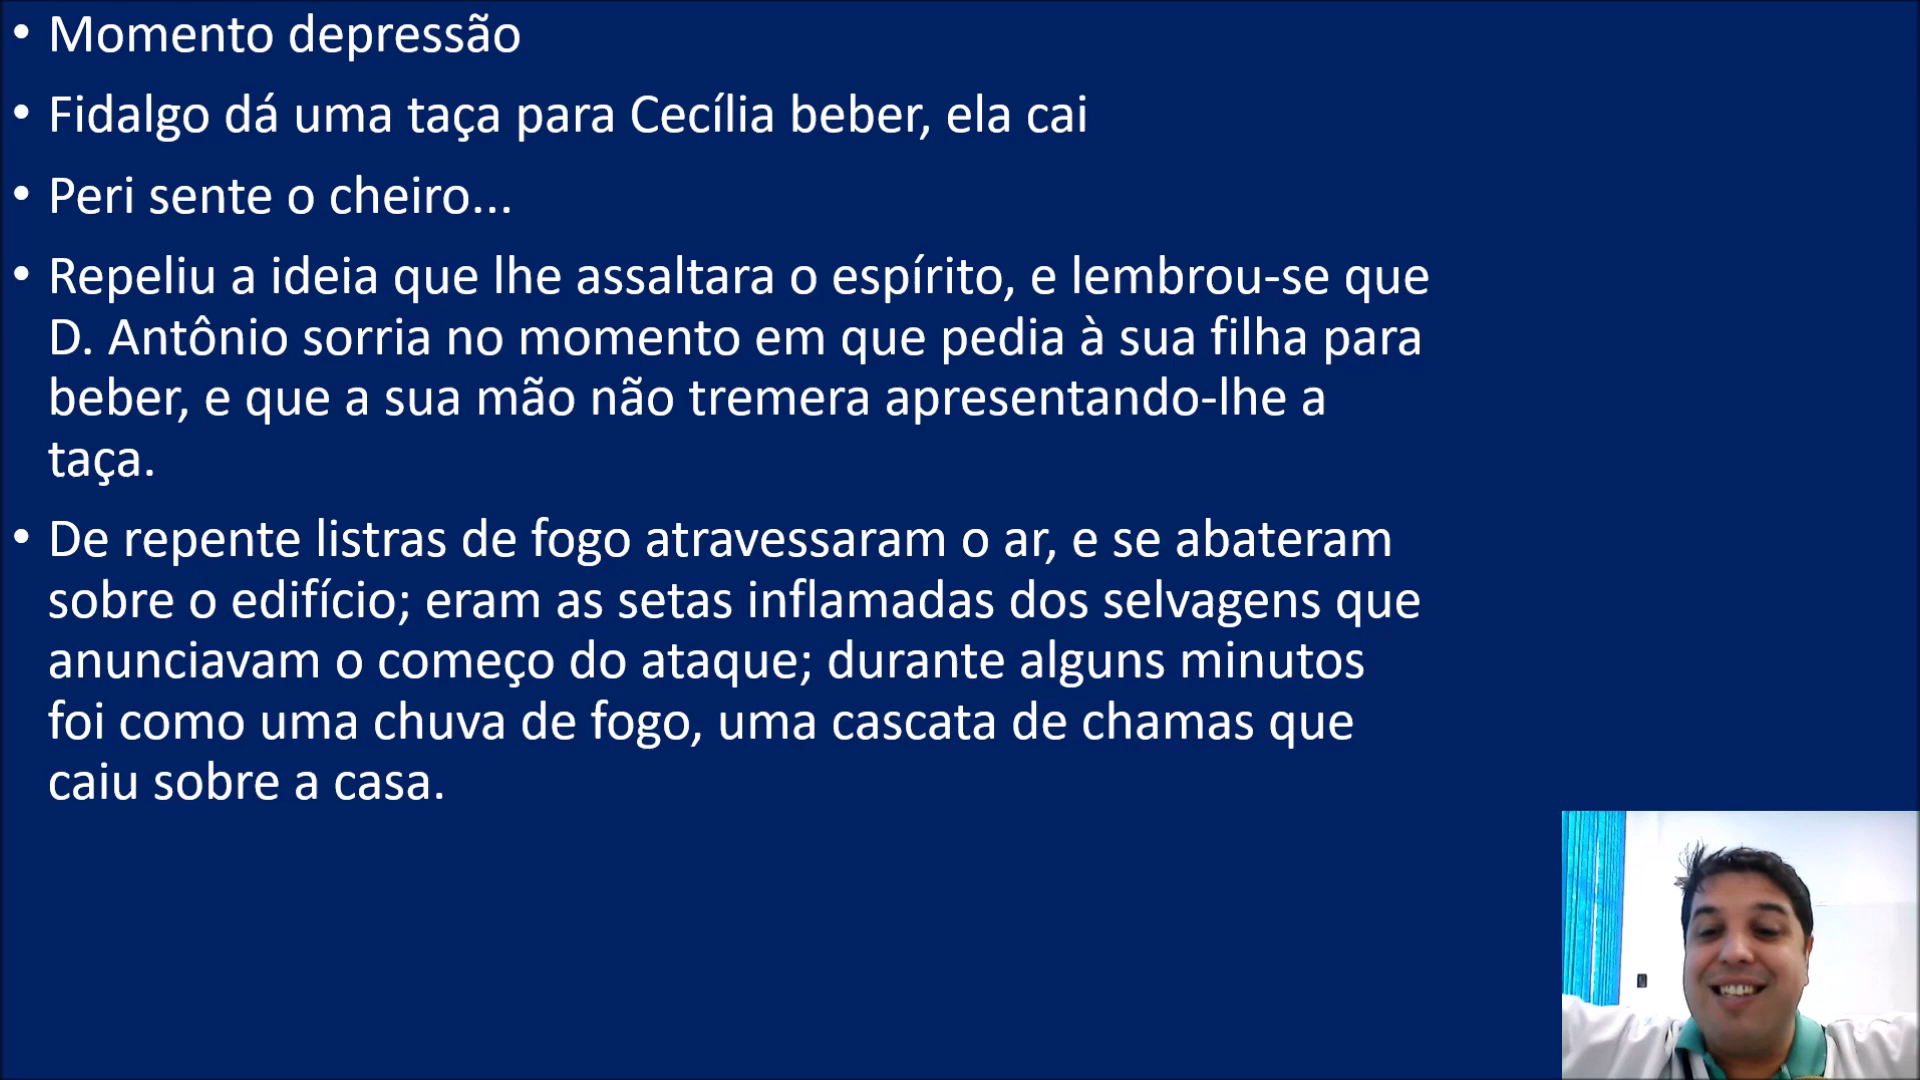 • Momento depressão
• Fidalgo dá uma taça para Cecília beber, ela cai
• Peri sente o cheiro...
• Repeliu a ideia que lhe assaltara o espírito, e lembrou-se que
D. Antônio sorria no momento em que pedia à sua filha para
beber, e que a sua mão não tremera apresentando-lhe a
taça.
• De repente listras de fogo atravessaram o ar, e se abateram
sobre o edifício; eram as setas inflamadas dos selvagens que
anunciavam o começo do ataque; durante alguns minutos
foi como uma chuva de fogo, uma cascata de chamas que
caiu sobre a casa.